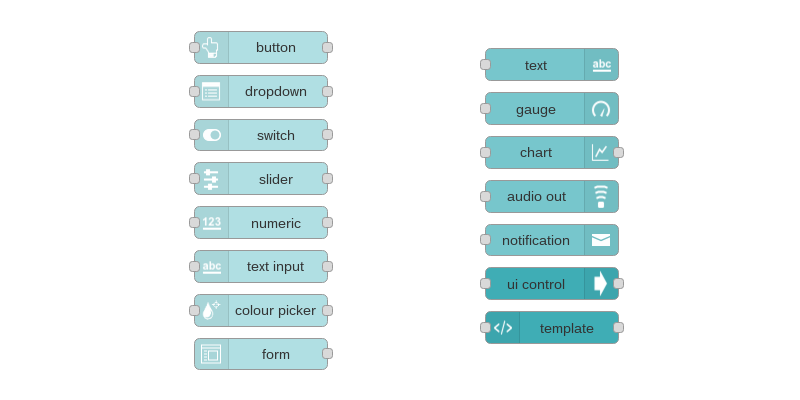 button
dropdown
switch
slider
123
numeric
abc
text input
colour picker
form
text
abc
gauge
chart
audio out
notification
ui control
</>
template